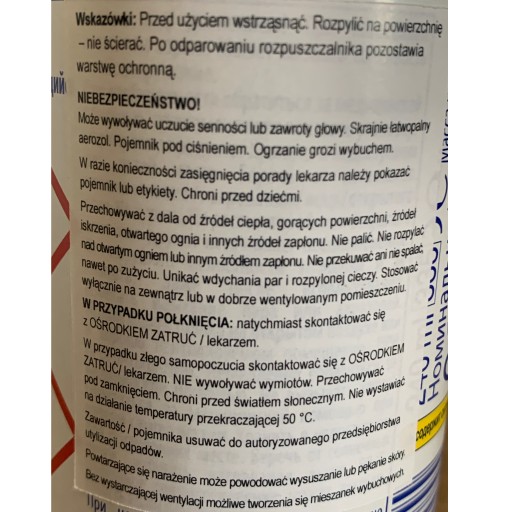 Wskazówki: Przed użyciem wstrząsnąć. Rozpylić na powierzchnię
– nie ścierać. Po odparowaniu rozpuszczalnika pozostawia
warstwę ochronną.
NIEBEZPIECZEŃSTWO!
Może wywoływać uczucie senności lub zawroty głowy. Skrajnie łatwopalny
aerozol. Pojemnik pod ciśnieniem. Ogrzanie grozi wybuchem.
W razie konieczności zasięgnięcia porady lekarza należy pokazać
pojemnik lub etykiety. Chroni przed dziećmi.
Przechowywać z dala od źródeł ciepła, gorących powierzchni, źródeł
iskrzenia, otwartego ognia i innych źródeł zapłonu. Nie palić. Nie rozpylać
nad otwartym ogniem lub innym źródłem zapłonu. Nie przekuwać ani nie spalać,
nawet po zużyciu. Unikać wdychania par i rozpylonej cieczy. Stosować
wyłącznie na zewnątrz lub w dobrze wentylowanym pomieszczeniu.
W PRZYPADKU POŁKNIĘCIA: natychmiast skontaktować się
z OŚRODKIEM ZATRUĆ / lekarzem.
W przypadku złego samopoczucia skontaktować się z OŚRODKIEM
ZATRUĆ/ lekarzem. NIE wywoływać wymiotów. Przechowywać
pod zamknięciem. Chroni przed światłem słonecznym. Nie wystawiać
na działanie temperatury przekraczającej 50 °C.
Zawartość / pojemnika usuwać do autoryzowanego przedsiębiorstwa
utylizacji odpadów.
Powtarzające się narażenie może powodować wysuszanie lub pękanie skóry.
Bez wystarczającej wentylacji możliwe tworzenia się mieszanek wybuchowych.
При